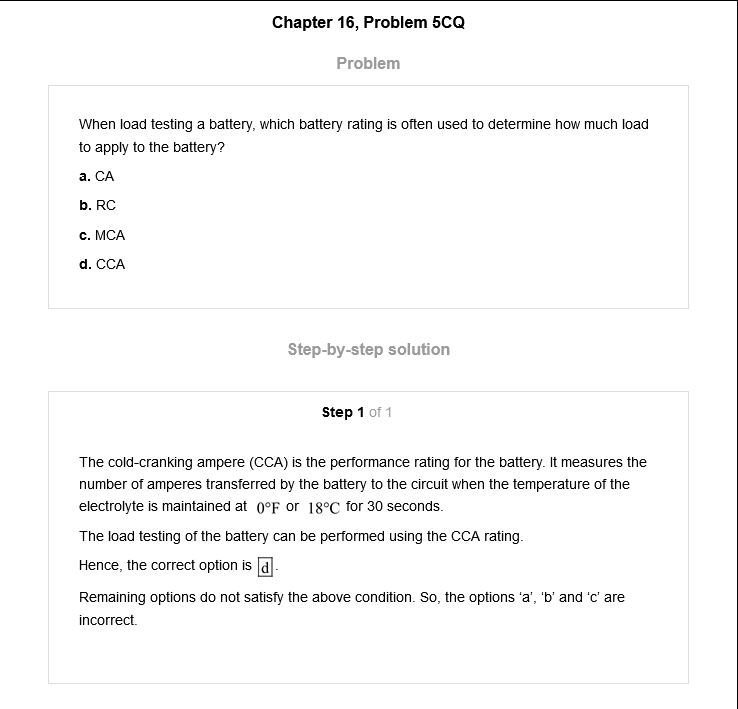 Chapter 16, Problem 5CQ
Problem
When load testing a battery, which battery rating is often used to determine how much load
to apply to the battery?
a. CA
b. RC
c. MCA
d. CCA
Step-by-step solution
Step 1 of 1
The cold-cranking ampere (CCA) is the performance rating for the battery. It measures the
number of amperes transferred by the battery to the circuit when the temperature of the
electrolyte is maintained at 0°F or 18°C for 30 seconds.
The load testing of the battery can be performed using the CCA rating.
Hence, the correct option is d.
Remaining options do not satisfy the above condition. So, the options ‘a’, ‘b’ and ‘c’ are
incorrect.